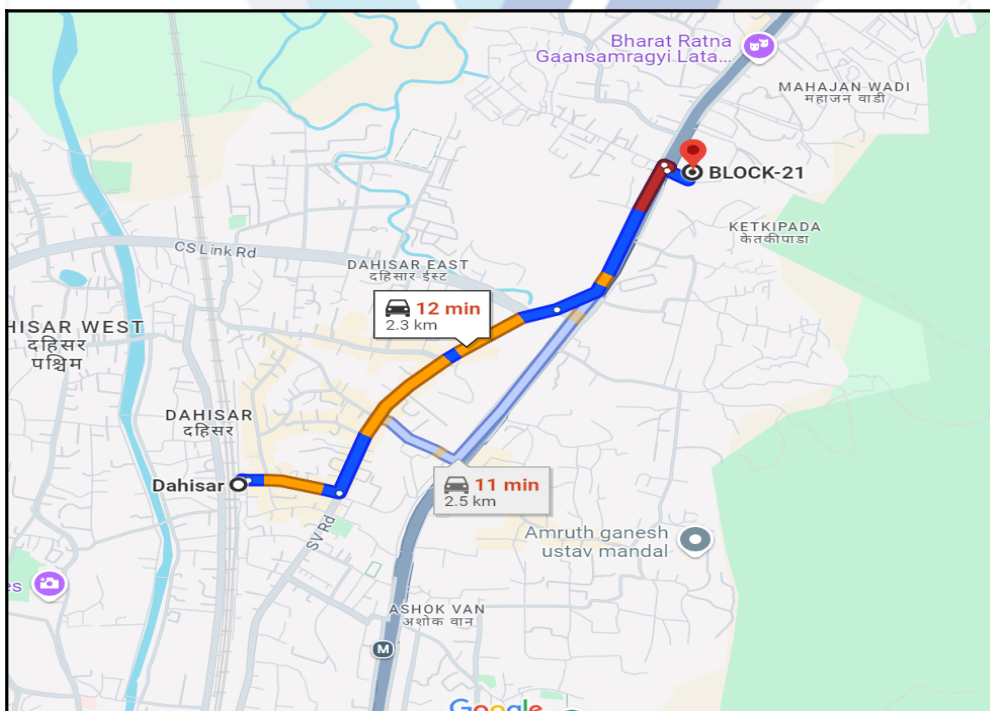 Bharat Ratna
Gaansamragyi Lata...
MAHAJAN WADI
महाजन वाडी
BLOCK-21
KETKIPADA
केतकीपाडा
CS Link Rd
DAHISAR EAST
दहिसर ईस्ट
12 min
2.3 km
HISAR WEST
दहिसर
पश्चिम
DAHISAR
दहिसर
Dahisar
11 min
2.5 km
SV Rd
Amruth ganesh
ustav mandal
es
ASHOK VAN
अशोक वान
M
Google